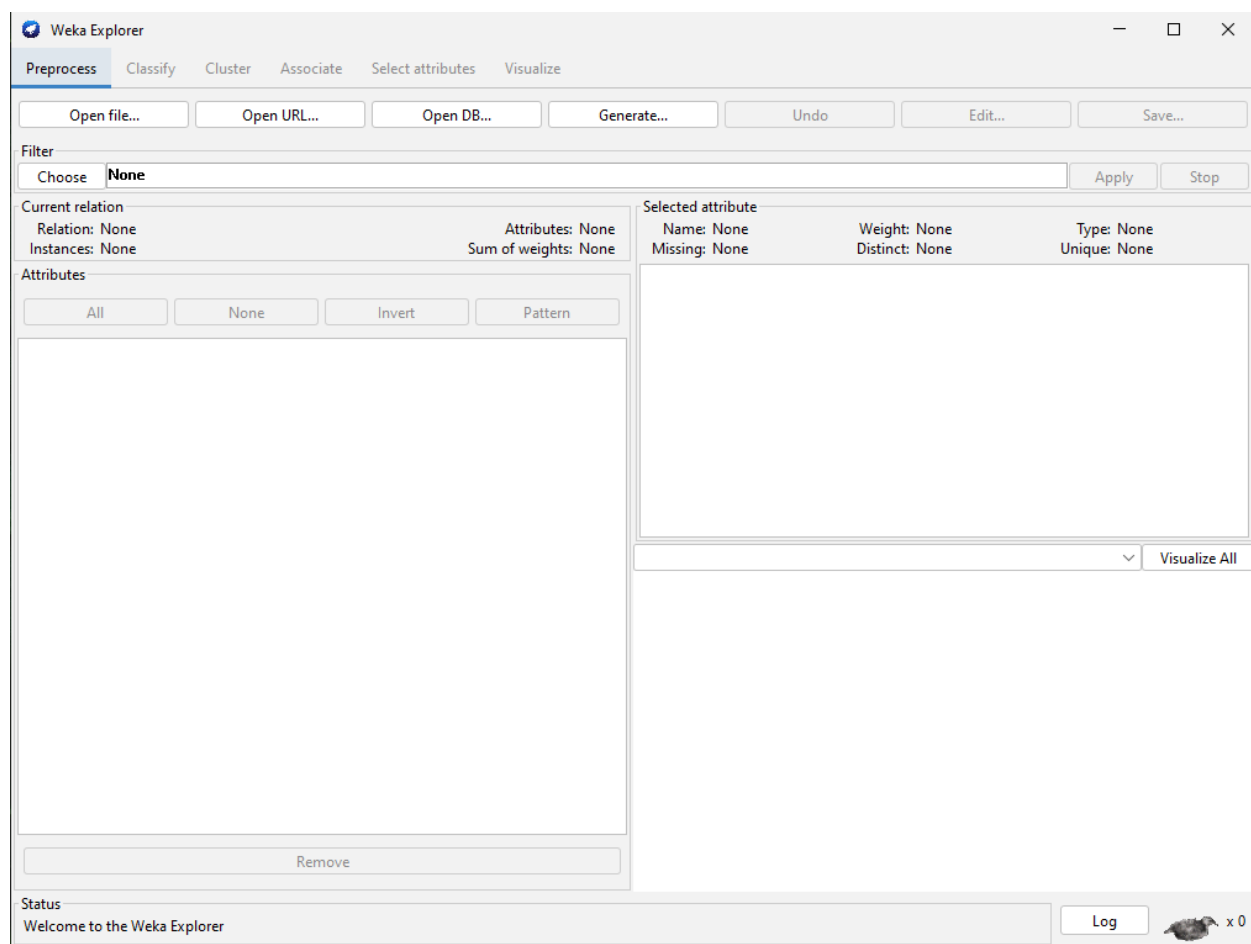 Weka Explorer
Preprocess Classify Cluster Associate Select attributes Visualize
Open file... Open URL... Open DB... Generate... Undo Edit... Save...
Filter
Choose None Apply Stop
Current relation
Relation: None Attributes: None
Instances: None Sum of weights: None
Selected attribute
Name: None Weight: None Type: None
Missing: None Distinct: None Unique: None
Attributes
All None Invert Pattern
Visualize All
Remove
Status
Welcome to the Weka Explorer
Log x 0